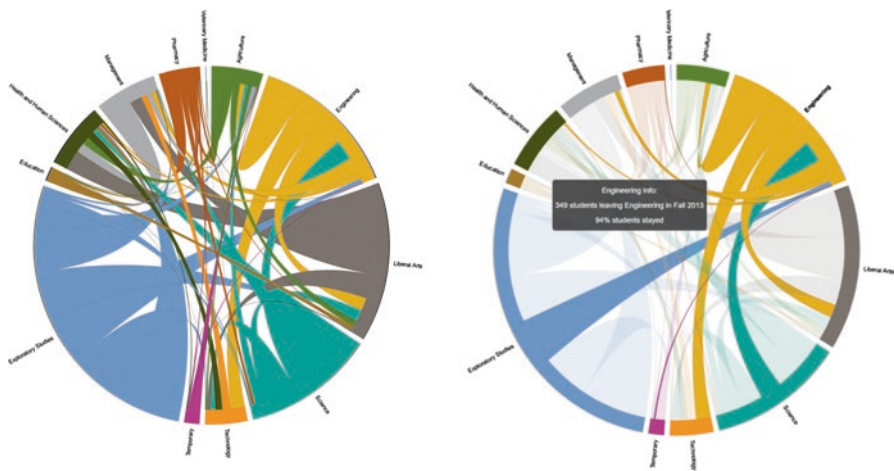 Veterinary Medicine
Pharmacy
Agriculture
Management
Engineering
Health and Human Sciences
Education
Liberal Arts
Exploratory Studies
Science
Temporary
Technology
Veterinary Medicine
Pharmacy
Agriculture
Management
Engineering
Health and Human Sciences
Education
Engineering Info:
349 students leaving Engineering in Fall 2013
94% students stayed
Liberal Arts
Exploratory Studies
Science
Temporary
Technology